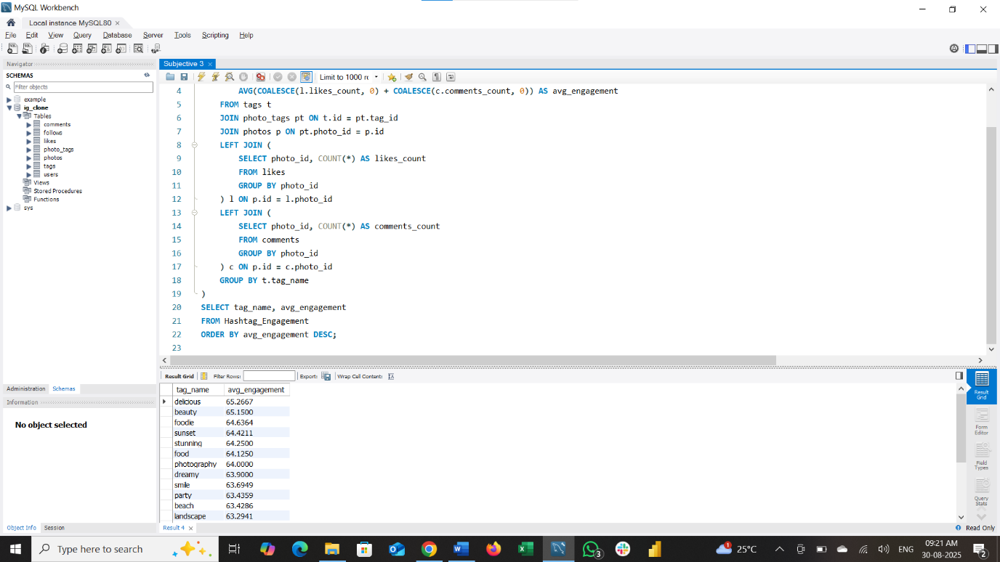 MySQL Workbench
Local instance MySQL80
File Edit View Query Database Server Tools Scripting Help
Navigator
SCHEMAS
Filter objects
example
ig_clone
Tables
comments
follows
likes
photo_tags
photos
tags
users
Views
Stored Procedures
Functions
sys
Administration Schemas
Information
No object selected
Object Info Session
Subjective 3
Limit to 1000 rc
4 AVG(COALESCE(l.likes_count, 0) + COALESCE(c.comments_count, 0)) AS avg_engagement
5 FROM tags t
6 JOIN photo_tags pt ON t.id = pt.tag_id
7 JOIN photos p ON pt.photo_id = p.id
8 LEFT JOIN (
9 SELECT photo_id, COUNT(*) AS likes_count
10 FROM likes
11 GROUP BY photo_id
12 ) l ON p.id = l.photo_id
13 LEFT JOIN (
14 SELECT photo_id, COUNT(*) AS comments_count
15 FROM comments
16 GROUP BY photo_id
17 ) c ON p.id = c.photo_id
18 GROUP BY t.tag_name
19 )
20 SELECT tag_name, avg_engagement
21 FROM Hashtag_Engagement
22 ORDER BY avg_engagement DESC;
23
Result Grid Filter Rows: Export: Wrap Cell Content:
tag_name avg_engagement
delicious 65.2667
beauty 65.1500
foodie 64.6364
sunset 64.4211
stunning 64.2500
food 64.1250
photography 64.0000
dreamy 63.9000
smile 63.6949
party 63.4359
beach 63.4286
landscape 63.2941
Result Grid
Form Editor
Field Types
Query Stats
Result 4
Read Only
Type here to search
1
3
25°C
ENG
09:21 AM
30-08-2025
2